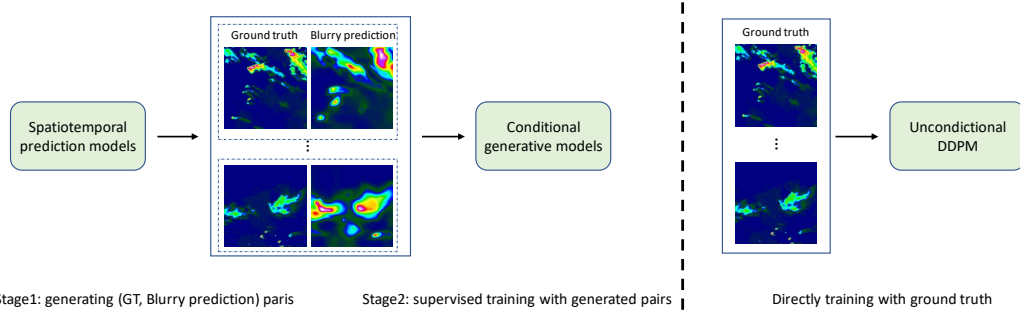 Ground truth
Blurry prediction
Spatiotemporal
prediction models
Conditional
generative models
Stage1: generating (GT, Blurry prediction) paris
Stage2: supervised training with generated pairs
Ground truth
Uncondictional
DDPM
Directly training with ground truth